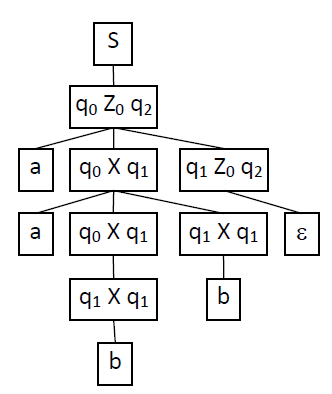 S
q₀ Z₀ q₂
a q₀ X q₁ q₁ Z₀ q₂
a q₀ X q₁ q₁ X q₁ ε
q₁ X q₁ b
b